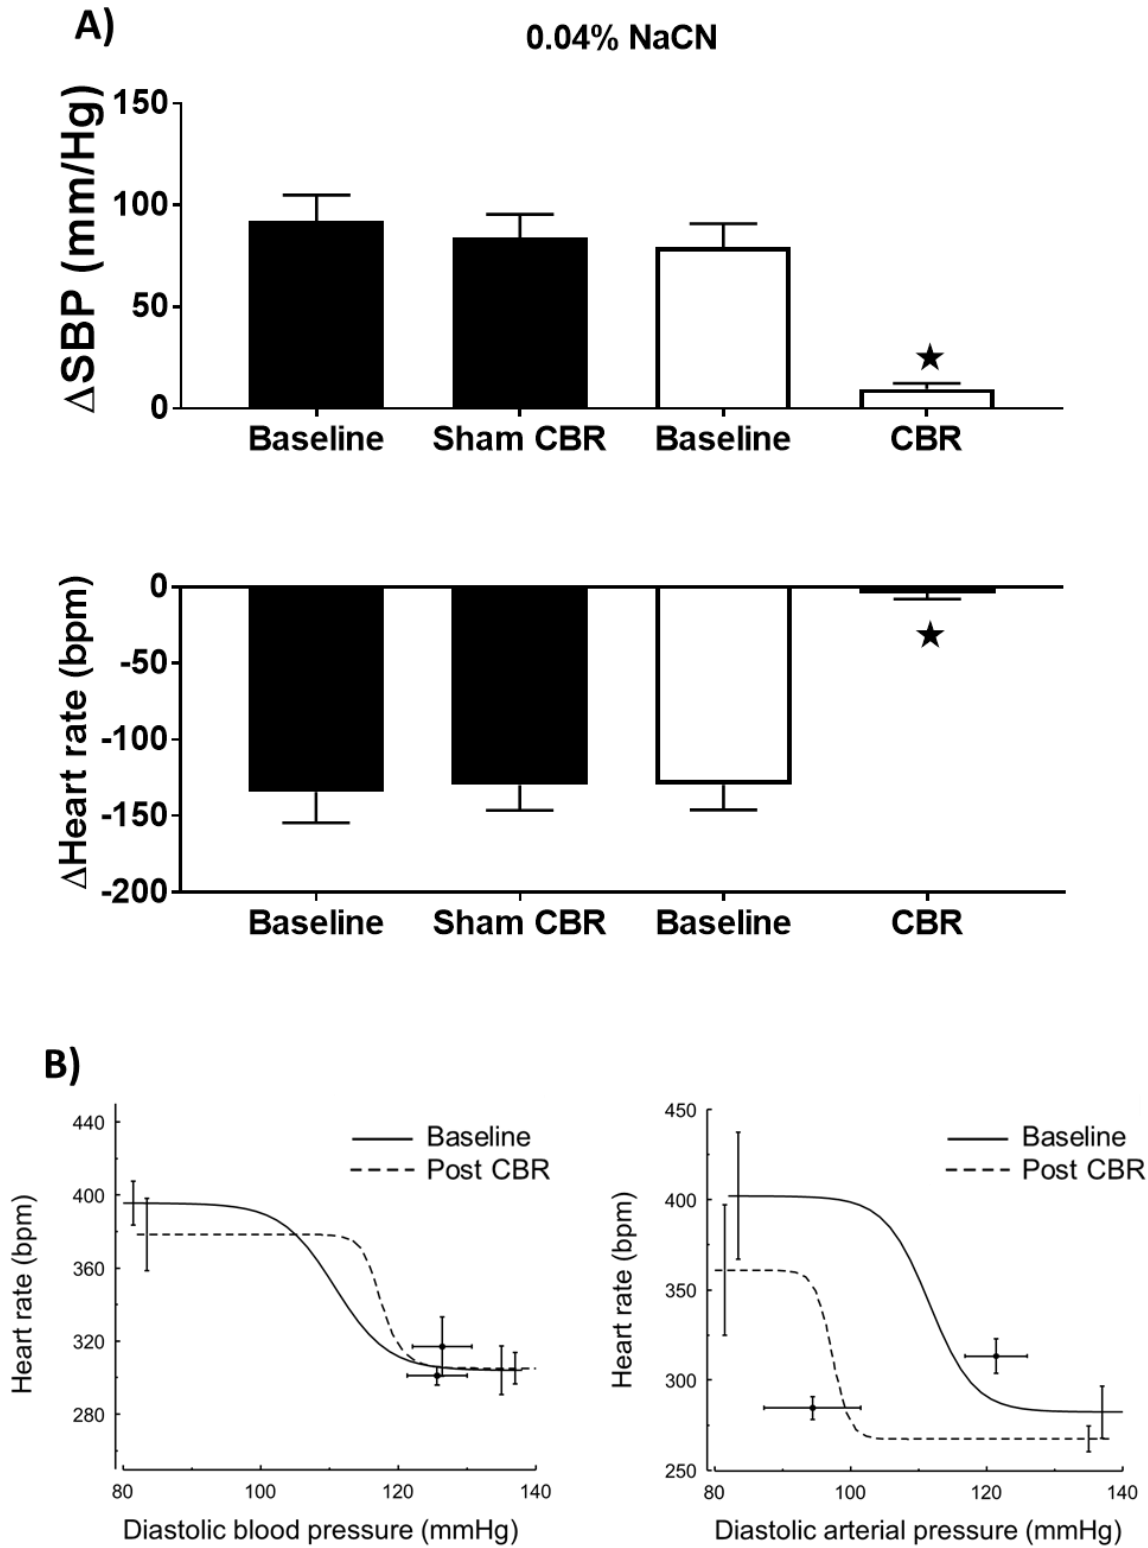 A)
0.04% NaCN
ΔSBP (mm/Hg)
150
100
50
0
Baseline Sham CBR Baseline CBR
★
ΔHeart rate (bpm)
0
-50
-100
-150
-200
★
Baseline Sham CBR Baseline CBR
B)
Heart rate (bpm)
440
400
360
320
280
Baseline
Post CBR
80 100 120 140
Diastolic blood pressure (mmHg)
Heart rate (bpm)
450
400
350
300
250
Baseline
Post CBR
80 100 120 140
Diastolic arterial pressure (mmHg)